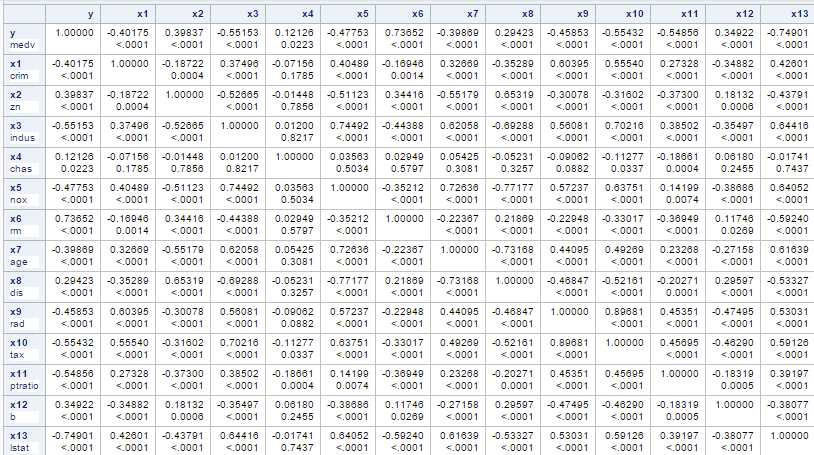 y x1 x2 x3 x4 x5 x6 x7 x8 x9 x10 x11 x12 x13
y 1.00000 -0.40175 0.39837 -0.55153 0.12126 -0.47753 0.73652 -0.39869 0.29423 -0.45853 -0.55432 -0.54856 0.34922 -0.74901
medv <.0001 <.0001 <.0001 0.0223 <.0001 <.0001 <.0001 <.0001 <.0001 <.0001 <.0001 <.0001 <.0001
x1 -0.40175 1.00000 -0.18722 0.37496 -0.07156 0.40489 -0.16946 0.32669 -0.35289 0.60395 0.55540 0.27328 -0.34882 0.42601
crim <.0001 0.0004 <.0001 0.1785 <.0001 0.0014 <.0001 <.0001 <.0001 <.0001 <.0001 <.0001 <.0001
x2 0.39837 -0.18722 1.00000 -0.52665 -0.01448 -0.51123 0.34416 -0.55179 0.65319 -0.30078 -0.31602 -0.37300 0.18132 -0.43791
zn <.0001 0.0004 <.0001 0.7856 <.0001 <.0001 <.0001 <.0001 <.0001 <.0001 <.0001 0.0006 <.0001
x3 -0.55153 0.37496 -0.52665 1.00000 0.01200 0.74492 -0.44388 0.62058 -0.69288 0.56081 0.70216 0.38502 -0.35497 0.64416
indus <.0001 <.0001 <.0001 0.8217 <.0001 <.0001 <.0001 <.0001 <.0001 <.0001 <.0001 <.0001 <.0001
x4 0.12126 -0.07156 -0.01448 0.01200 1.00000 0.03563 0.02949 0.05425 -0.05231 -0.09062 -0.11277 -0.18661 0.06180 -0.01741
chas 0.0223 0.1785 0.7856 0.8217 0.5034 0.5797 0.3081 0.3257 0.0882 0.0337 0.0004 0.2455 0.7437
x5 -0.47753 0.40489 -0.51123 0.74492 0.03563 1.00000 -0.35212 0.72636 -0.77177 0.57237 0.63751 0.14199 -0.38686 0.64052
nox <.0001 <.0001 <.0001 <.0001 0.5034 <.0001 <.0001 <.0001 <.0001 <.0001 0.0074 <.0001 <.0001
x6 0.73652 -0.16946 0.34416 -0.44388 0.02949 -0.35212 1.00000 -0.22367 0.21869 -0.22948 -0.33017 -0.36949 0.11746 -0.59240
rm <.0001 0.0014 <.0001 <.0001 0.5797 <.0001 <.0001 <.0001 <.0001 <.0001 <.0001 0.0269 <.0001
x7 -0.39869 0.32669 -0.55179 0.62058 0.05425 0.72636 -0.22367 1.00000 -0.73168 0.44095 0.49269 0.23268 -0.27158 0.61639
age <.0001 <.0001 <.0001 <.0001 0.3081 <.0001 <.0001 <.0001 <.0001 <.0001 <.0001 <.0001 <.0001
x8 0.29423 -0.35289 0.65319 -0.69288 -0.05231 -0.77177 0.21869 -0.73168 1.00000 -0.46847 -0.52161 -0.20271 0.29597 -0.53327
dis <.0001 <.0001 <.0001 <.0001 0.3257 <.0001 <.0001 <.0001 <.0001 <.0001 0.0001 <.0001 <.0001
x9 -0.45853 0.60395 -0.30078 0.56081 -0.09062 0.57237 -0.22948 0.44095 -0.46847 1.00000 0.89681 0.45351 -0.47495 0.53031
rad <.0001 <.0001 <.0001 <.0001 0.0882 <.0001 <.0001 <.0001 <.0001 <.0001 <.0001 <.0001 <.0001
x10 -0.55432 0.55540 -0.31602 0.70216 -0.11277 0.63751 -0.33017 0.49269 -0.52161 0.89681 1.00000 0.45695 -0.46290 0.59126
tax <.0001 <.0001 <.0001 <.0001 0.0337 <.0001 <.0001 <.0001 <.0001 <.0001 <.0001 <.0001 <.0001
x11 -0.54856 0.27328 -0.37300 0.38502 -0.18661 0.14199 -0.36949 0.23268 -0.20271 0.45351 0.45695 1.00000 -0.18319 0.39197
ptratio <.0001 <.0001 <.0001 <.0001 0.0004 0.0074 <.0001 <.0001 0.0001 <.0001 <.0001 0.0005 <.0001
x12 0.34922 -0.34882 0.18132 -0.35497 0.06180 -0.38686 0.11746 -0.27158 0.29597 -0.47495 -0.46290 -0.18319 1.00000 -0.38077
b <.0001 <.0001 0.0006 <.0001 0.2455 <.0001 0.0269 <.0001 <.0001 <.0001 <.0001 0.0005 <.0001
x13 -0.74901 0.42601 -0.43791 0.64416 -0.01741 0.64052 -0.59240 0.61639 -0.53327 0.53031 0.59126 0.39197 -0.38077 1.00000
lstat <.0001 <.0001 <.0001 <.0001 0.7437 <.0001 <.0001 <.0001 <.0001 <.0001 <.0001 <.0001 <.0001